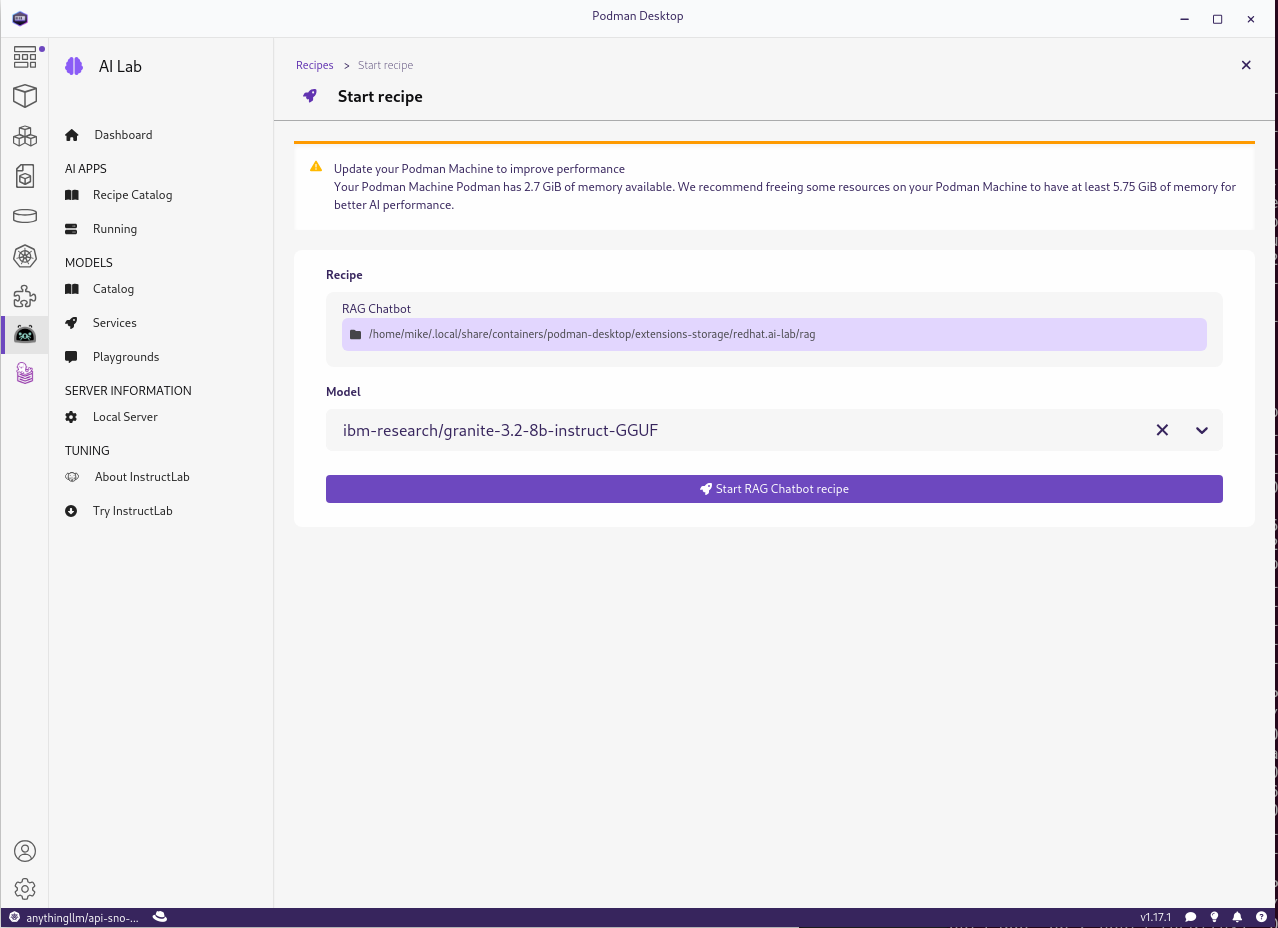 Podman Desktop
AI Lab
Dashboard
AI APPS
Recipe Catalog
Running
MODELS
Catalog
Services
Playgrounds
SERVER INFORMATION
Local Server
TUNING
About InstructLab
Try InstructLab
Recipes > Start recipe
Start recipe
Update your Podman Machine to improve performance
Your Podman Machine Podman has 2.7 GiB of memory available. We recommend freeing some resources on your Podman Machine to have at least 5.75 GiB of memory for
better AI performance.
Recipe
RAG Chatbot
/home/mike/.local/share/containers/podman-desktop/extensions-storage/redhat.ai-lab/rag
Model
ibm-research/granite-3.2-8b-instruct-GGUF
Start RAG Chatbot recipe
anythingllm/api-sno-...
v1.17.1